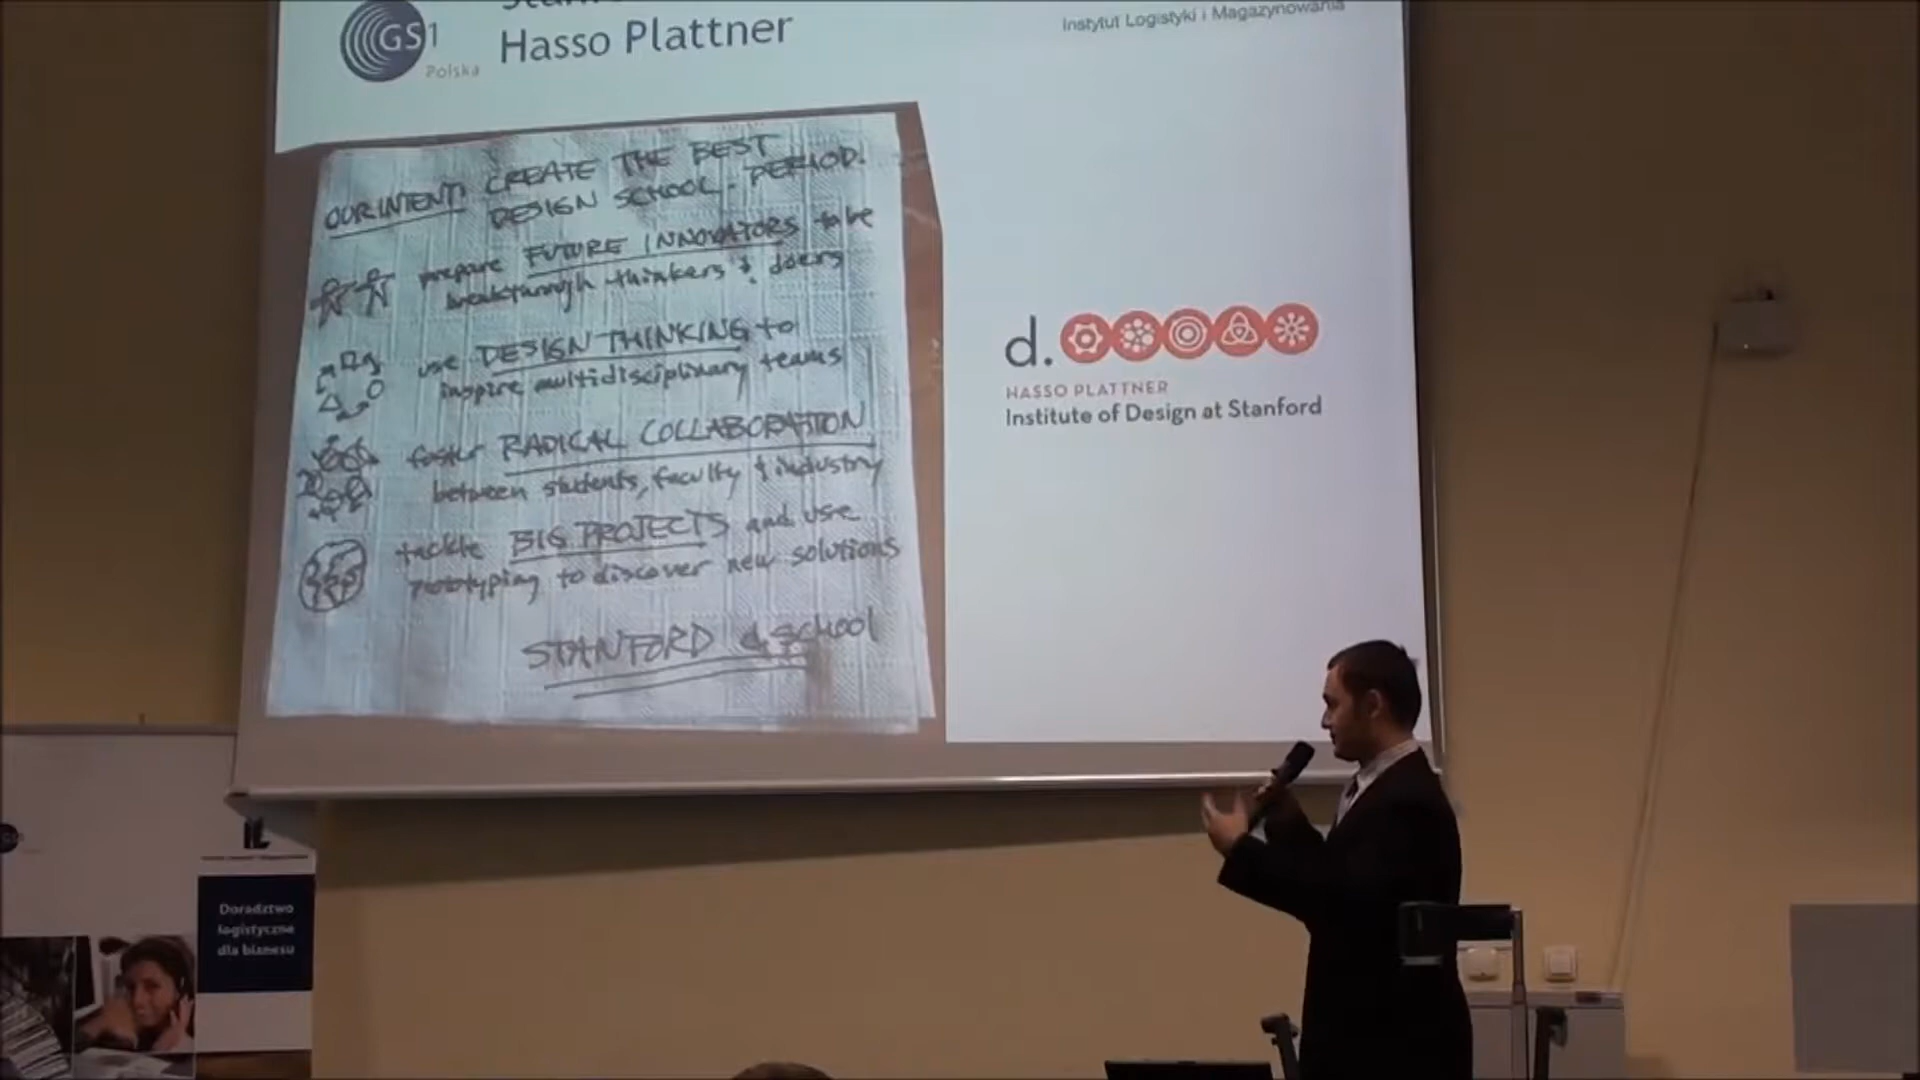 GS1
Polska
Hasso Plattner
Instytut Logistyki i Magazynowania
OUR INTENT: CREATE THE BEST
DESIGN SCHOOL. PERIOD.
prepare FUTURE INNOVATORS to be
breakthrough thinkers & doers
use DESIGN THINKING to
inspire multidisciplinary teams
foster RADICAL COLLABORATION
between students, faculty & industry
tackle BIG PROJECTS and use
prototyping to discover new solutions
STANFORD d.school
d.
HASSO PLATTNER
Institute of Design at Stanford
Doradztwo
logistyczne
dla biznesu